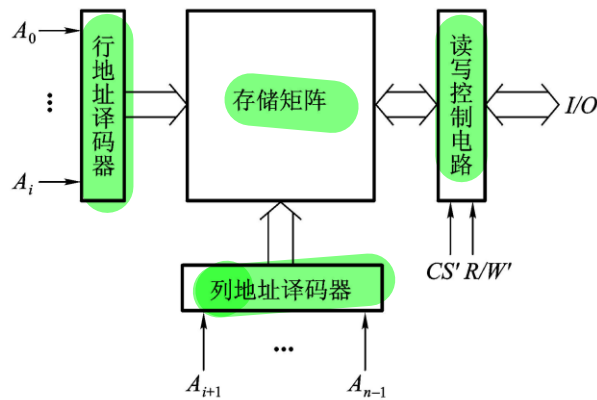 A₀
⋮
Aᵢ
行地址译码器
存储矩阵
读写控制电路
I/O
CS' R/W'
列地址译码器
Aᵢ₊₁
...
Aₙ₋₁